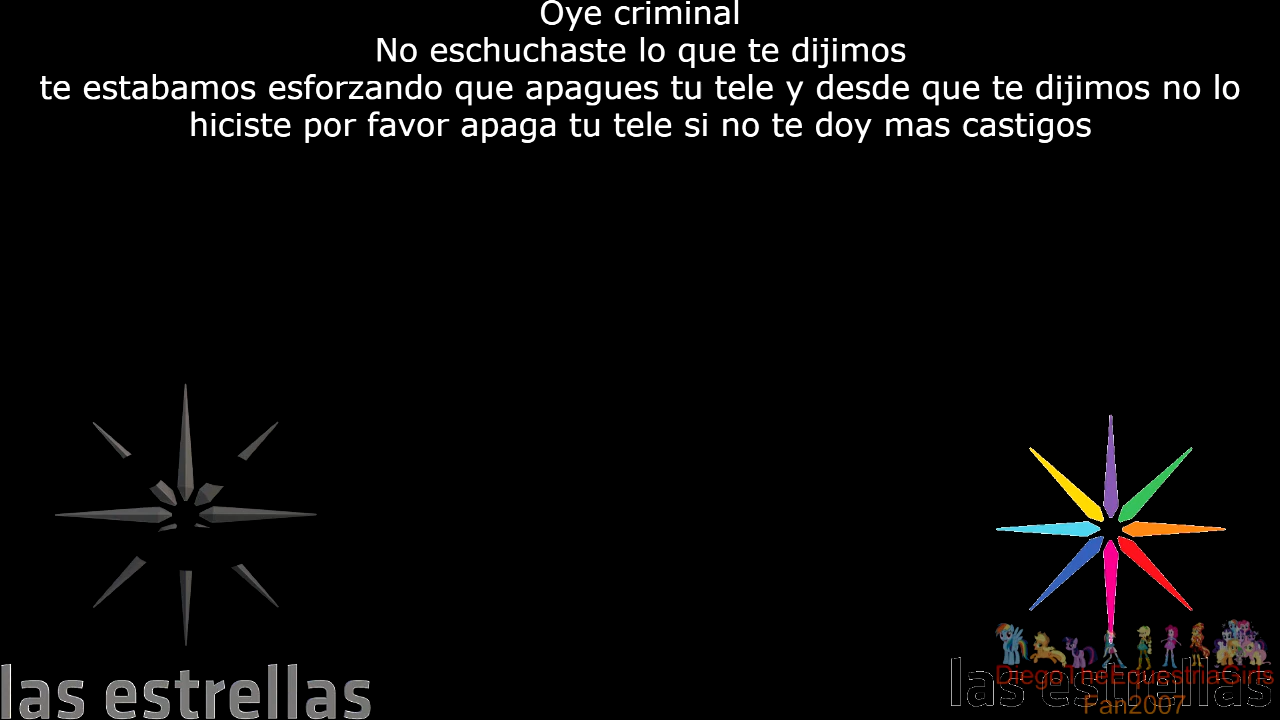 Oye criminal
No eschuchaste lo que te dijimos
te estabamos esforzando que apagues tu tele y desde que te dijimos no lo
hiciste por favor apaga tu tele si no te doy mas castigos
las estrellas
las estrellas
DiegoTheEquestriaGirls
Fan2007